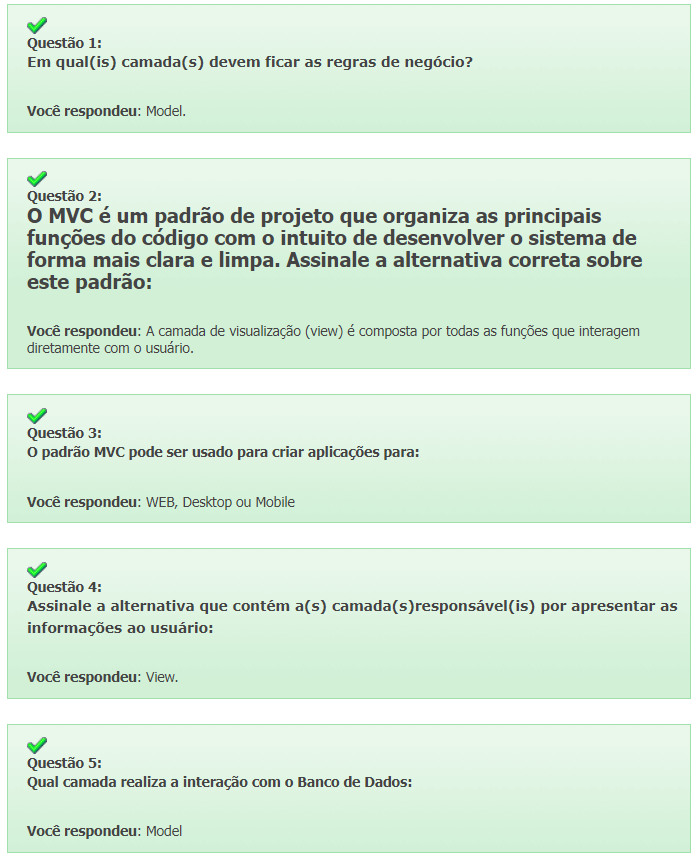 Questão 1:
Em qual(is) camada(s) devem ficar as regras de negócio?
Você respondeu: Model.
Questão 2:
O MVC é um padrão de projeto que organiza as principais
funções do código com o intuito de desenvolver o sistema de
forma mais clara e limpa. Assinale a alternativa correta sobre
este padrão:
Você respondeu: A camada de visualização (view) é composta por todas as funções que interagem
diretamente com o usuário.
Questão 3:
O padrão MVC pode ser usado para criar aplicações para:
Você respondeu: WEB, Desktop ou Mobile
Questão 4:
Assinale a alternativa que contém a(s) camada(s)responsável(is) por apresentar as
informações ao usuário:
Você respondeu: View.
Questão 5:
Qual camada realiza a interação com o Banco de Dados:
Você respondeu: Model